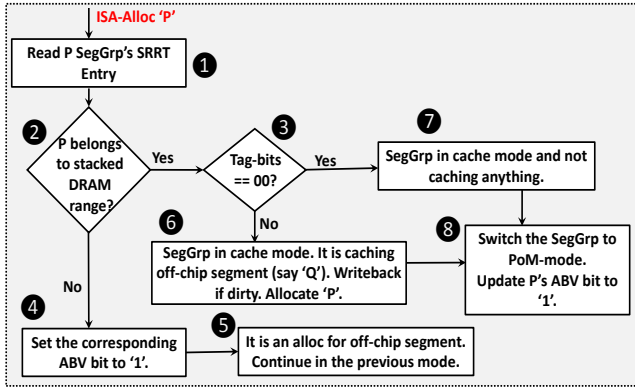 ISA-Alloc ‘P’
Read P SegGrp's SRRT
Entry
1
2
P belongs
to stacked
DRAM
range?
Yes
3
Tag-bits
== 00?
Yes
7
SegGrp in cache mode and not
caching anything.
No
6
SegGrp in cache mode. It is caching
off-chip segment (say ‘Q’). Writeback
if dirty. Allocate ‘P’.
8
Switch the SegGrp to
PoM-mode.
Update P's ABV bit to
‘1’.
No
4
Set the corresponding
ABV bit to ‘1’.
5
It is an alloc for off-chip segment.
Continue in the previous mode.